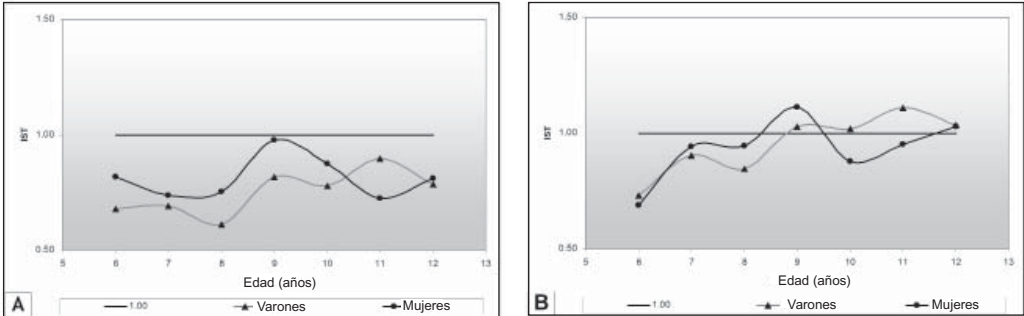 1.50
1.00
0.50
IST
5 6 7 8 9 10 11 12 13
Edad (años)
A 1.00 Varones Mujeres
1.50
1.00
0.50
IST
5 6 7 8 9 10 11 12 13
Edad (años)
B 1.00 Varones Mujeres